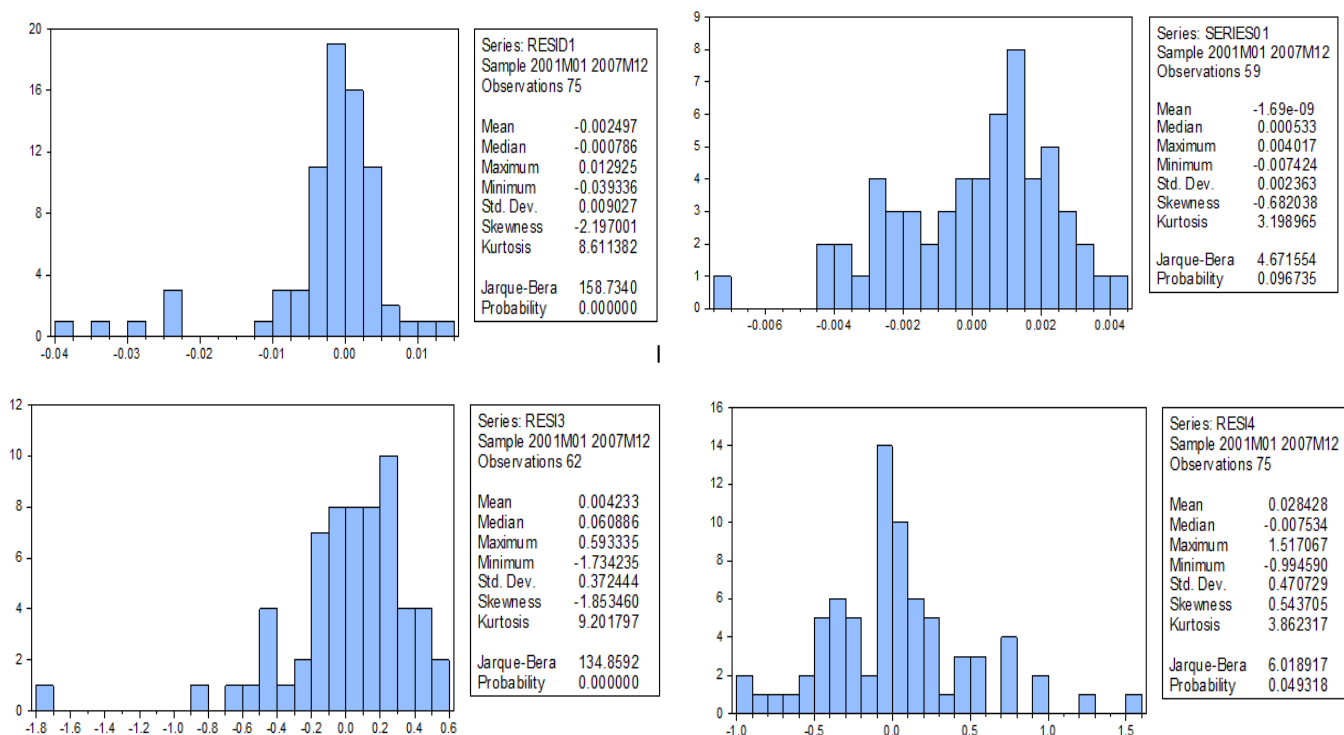 20
16
12
8
4
0
-0.04
-0.03
-0.02
-0.01
0.00
0.01
Series: RESID1
Sample 2001M01 2007M12
Observations 75
Mean -0.002497
Median -0.000786
Maximum 0.012925
Minimum -0.039336
Std. Dev. 0.009027
Skewness -2.197001
Kurtosis 8.611382
Jarque-Bera 158.7340
Probability 0.000000
9
8
7
6
5
4
3
2
1
0
-0.006
-0.004
-0.002
0.000
0.002
0.004
Series: SERIES01
Sample 2001M01 2007M12
Observations 59
Mean -1.69e-09
Median 0.000533
Maximum 0.004017
Minimum -0.007424
Std. Dev. 0.002363
Skewness -0.682038
Kurtosis 3.198965
Jarque-Bera 4.671554
Probability 0.096735
12
10
8
6
4
2
0
-1.8
-1.6
-1.4
-1.2
-1.0
-0.8
-0.6
-0.4
-0.2
0.0
0.2
0.4
0.6
Series: RESI3
Sample 2001M01 2007M12
Observations 62
Mean 0.004233
Median 0.060886
Maximum 0.593335
Minimum -1.734235
Std. Dev. 0.372444
Skewness -1.853460
Kurtosis 9.201797
Jarque-Bera 134.8592
Probability 0.000000
16
14
12
10
8
6
4
2
0
-1.0
-0.5
0.0
0.5
1.0
1.5
Series: RESI4
Sample 2001M01 2007M12
Observations 75
Mean 0.028428
Median -0.007534
Maximum 1.517067
Minimum -0.994590
Std. Dev. 0.470729
Skewness 0.543705
Kurtosis 3.862317
Jarque-Bera 6.018917
Probability 0.049318